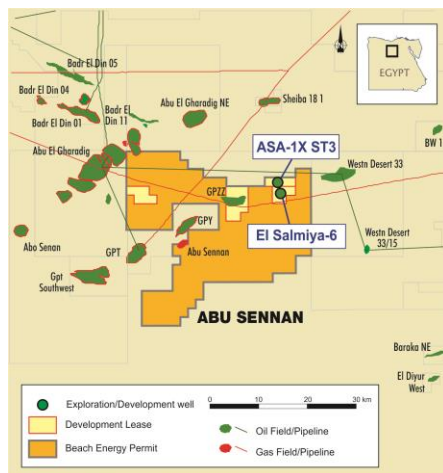 Badr El Din 05
N
EGYPT
Badr El Din 04
Badr El
Din 11
Abu El Gharadig NE
Sheiba 18 1
Badr El
Din 01
BW 1
Abu El
Gharadig
ASA-1X ST3
Westn Desert 33
GPZZ
GPY
El Salmiya-6
Abo Senan
GPT
Abu
Sennan
Westn Desert
33/15
Gpt
Southwest
ABU SENNAN
Baraka NE
El Diyur
West
Exploration/Development well
0 10 20 30 km
Development Lease
Oil Field/Pipeline
Beach Energy Permit
Gas Field/Pipeline